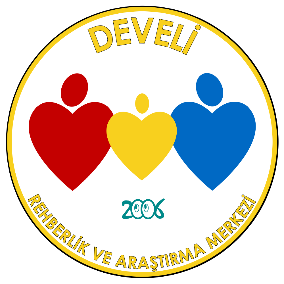 DEVELİ
2006
REHBERLİK VE ARAŞTIRMA MERKEZİ